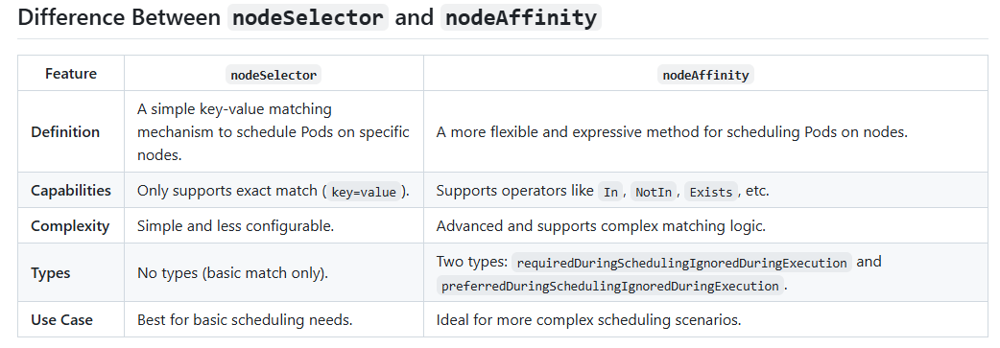 Difference Between nodeSelector and nodeAffinity
Feature nodeSelector nodeAffinity
Definition
A simple key-value matching
mechanism to schedule Pods on specific
nodes.
A more flexible and expressive method for scheduling Pods on nodes.
Capabilities
Only supports exact match ( key=value ).
Supports operators like In , NotIn , Exists , etc.
Complexity
Simple and less configurable.
Advanced and supports complex matching logic.
Types
No types (basic match only).
Two types: requiredDuringSchedulingIgnoredDuringExecution and
preferredDuringSchedulingIgnoredDuringExecution .
Use Case
Best for basic scheduling needs.
Ideal for more complex scheduling scenarios.